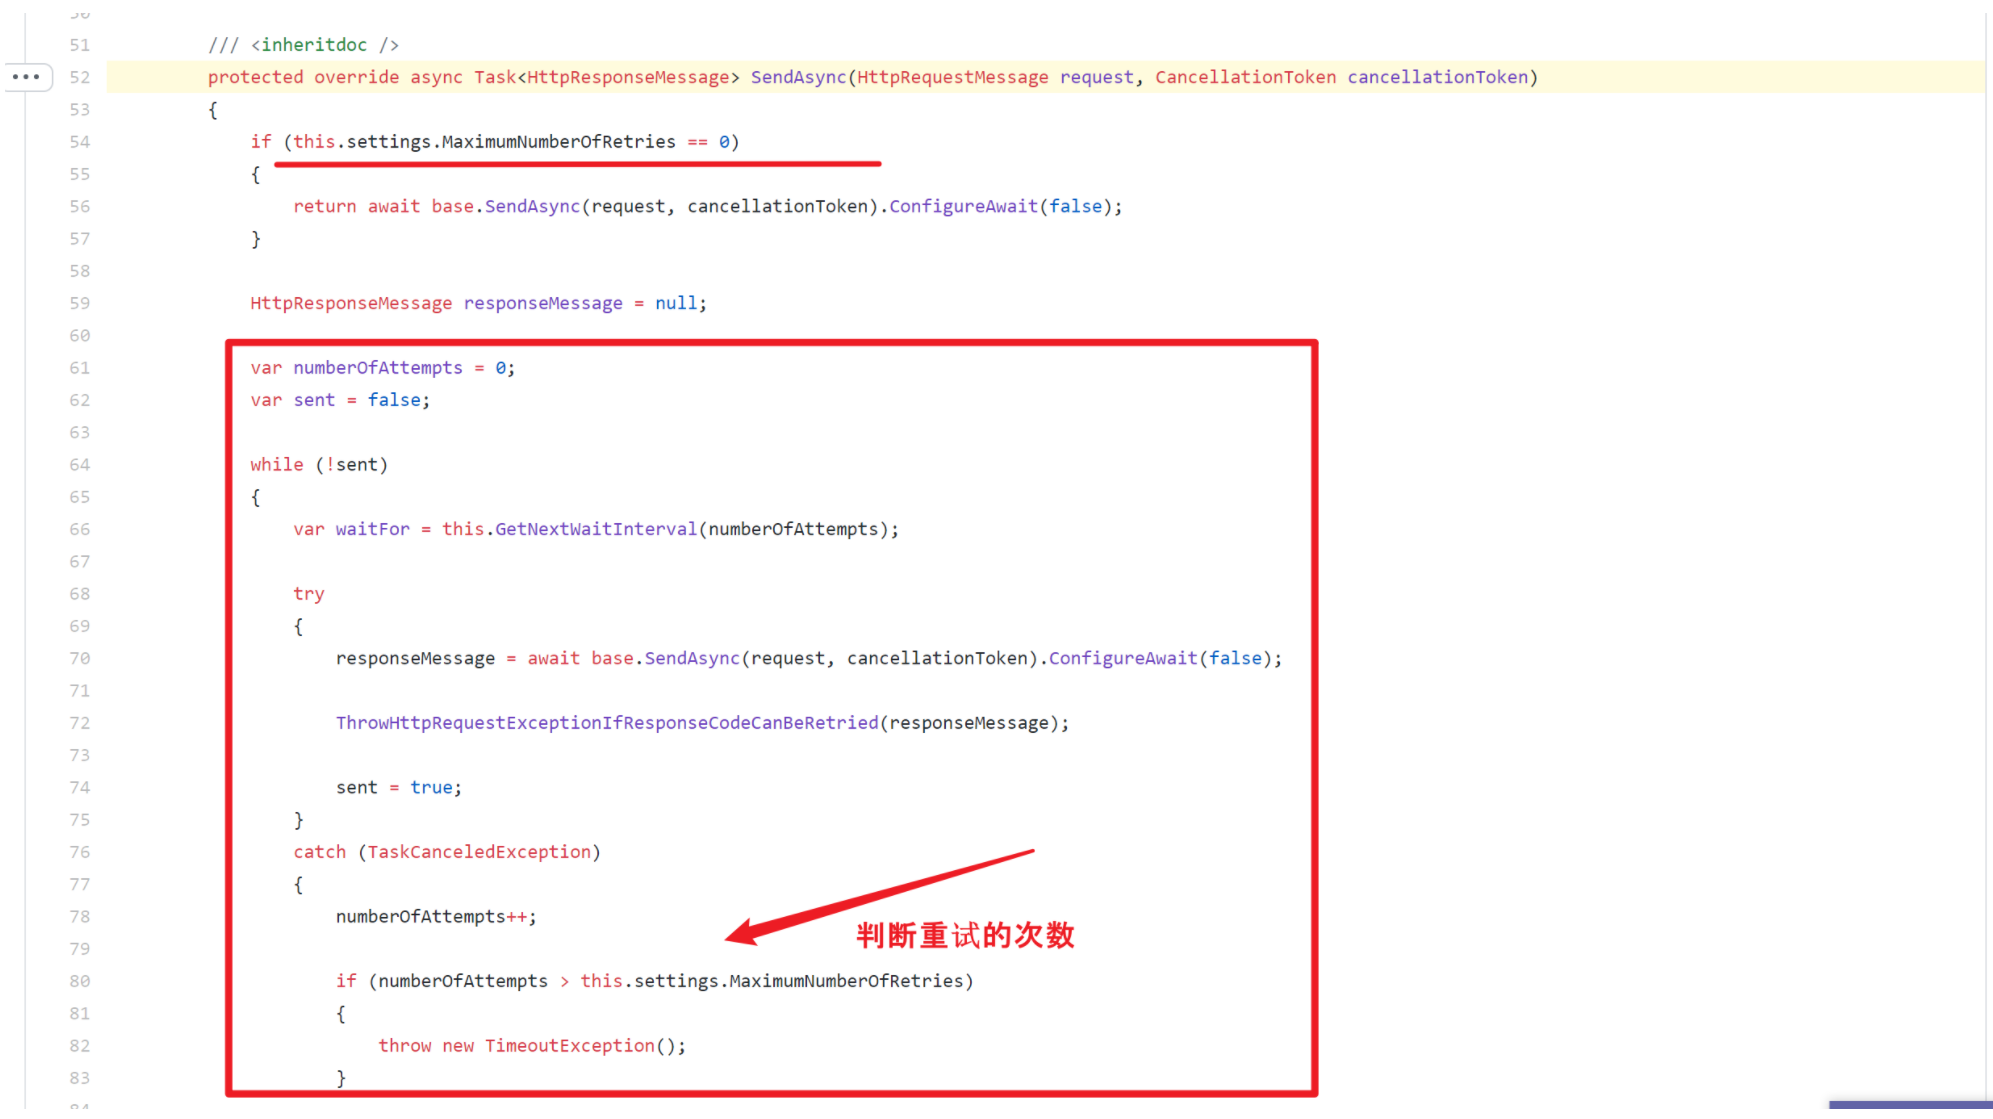 51 /// <inheritdoc />
52 protected override async Task<HttpResponseMessage> SendAsync(HttpRequestMessage request, CancellationToken cancellationToken)
53 {
54 if (this.settings.MaximumNumberOfRetries == 0)
55 {
56 return await base.SendAsync(request, cancellationToken).ConfigureAwait(false);
57 }
58
59 HttpResponseMessage responseMessage = null;
60
61 var numberOfAttempts = 0;
62 var sent = false;
63
64 while (!sent)
65 {
66 var waitFor = this.GetNextWaitInterval(numberOfAttempts);
67
68 try
69 {
70 responseMessage = await base.SendAsync(request, cancellationToken).ConfigureAwait(false);
71
72 ThrowHttpRequestExceptionIfResponseCodeCanBeRetried(responseMessage);
73
74 sent = true;
75 }
76 catch (TaskCanceledException)
77 {
78 numberOfAttempts++;
判断重试的次数
79
80 if (numberOfAttempts > this.settings.MaximumNumberOfRetries)
81 {
82 throw new TimeoutException();
83 }